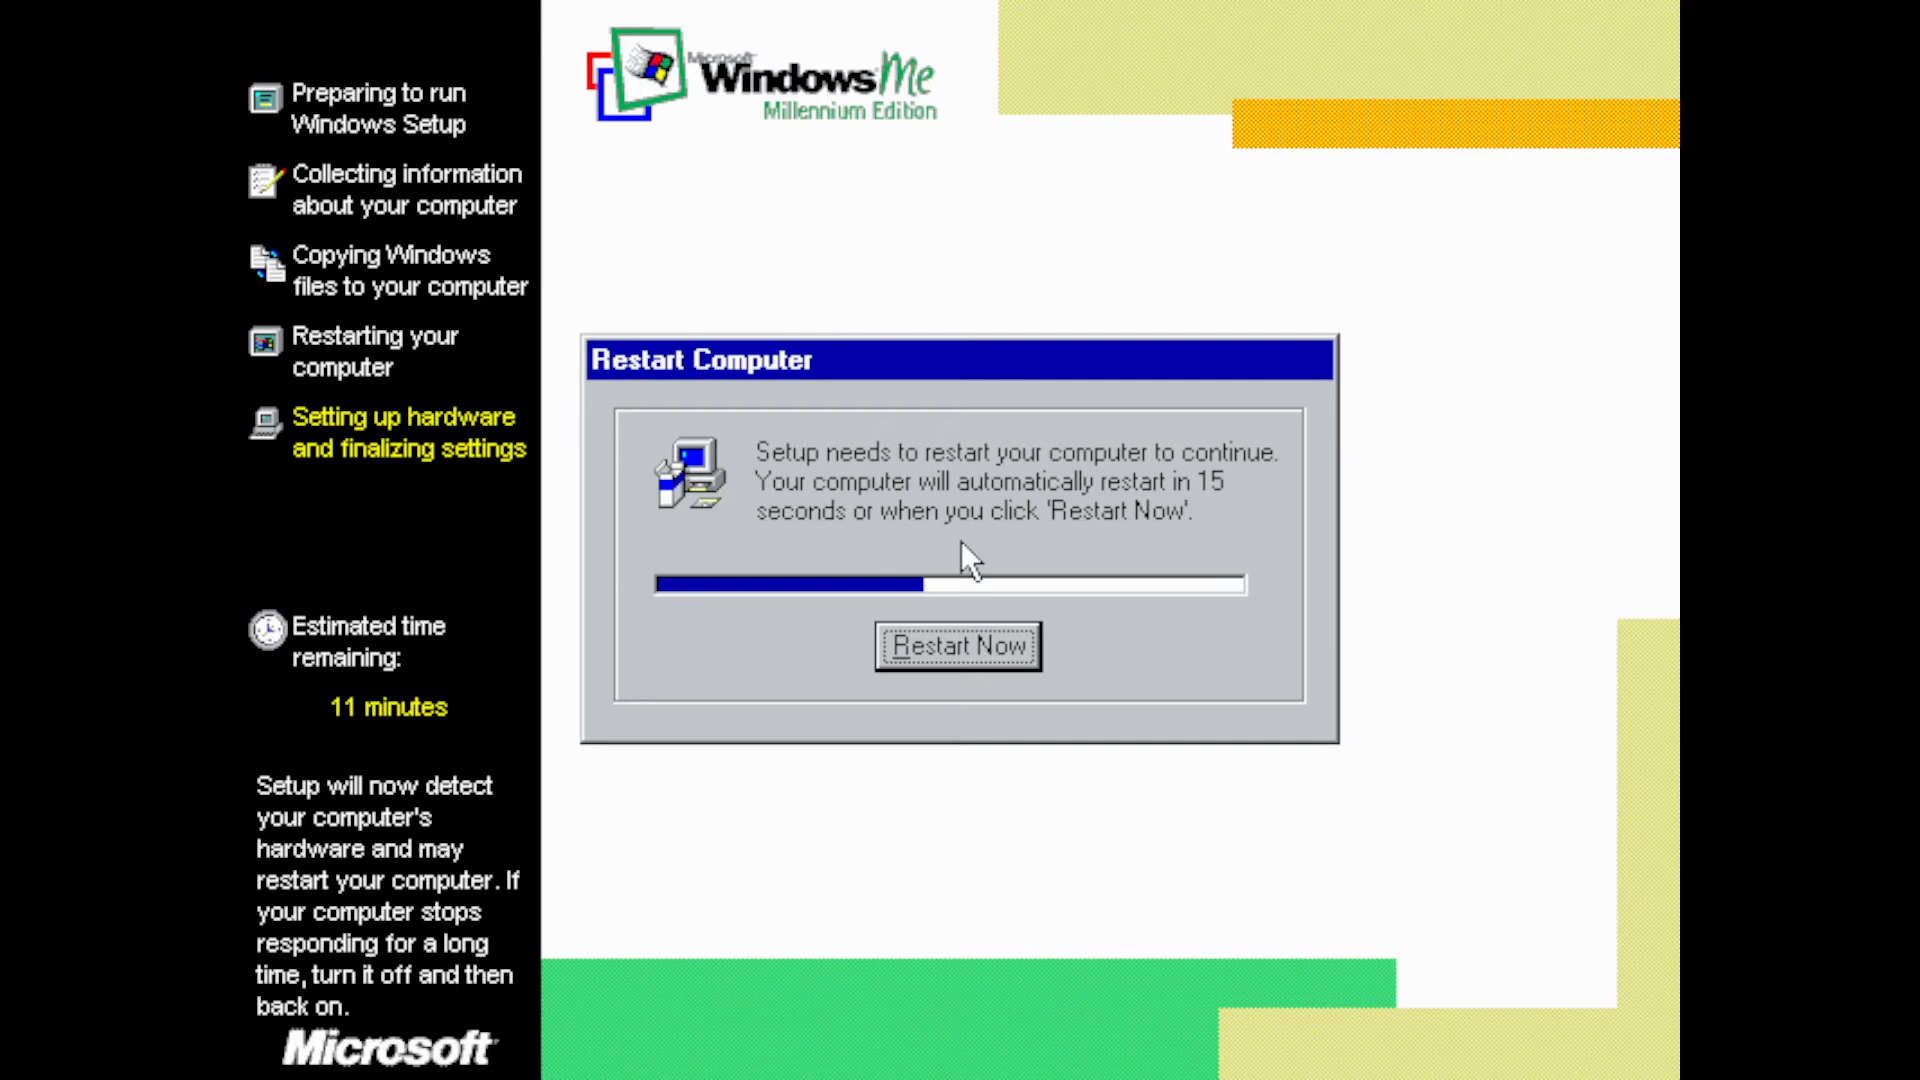 Preparing to run
Windows Setup
Collecting information
about your computer
Copying Windows
files to your computer
Restarting your
computer
Setting up hardware
and finalizing settings
Estimated time
remaining:
11 minutes
Setup will now detect
your computer's
hardware and may
restart your computer. If
your computer stops
responding for a long
time, turn it off and then
back on.
Microsoft
Microsoft
Windows Me
Millennium Edition
Restart Computer
Setup needs to restart your computer to continue.
Your computer will automatically restart in 15
seconds or when you click 'Restart Now'.
Restart Now